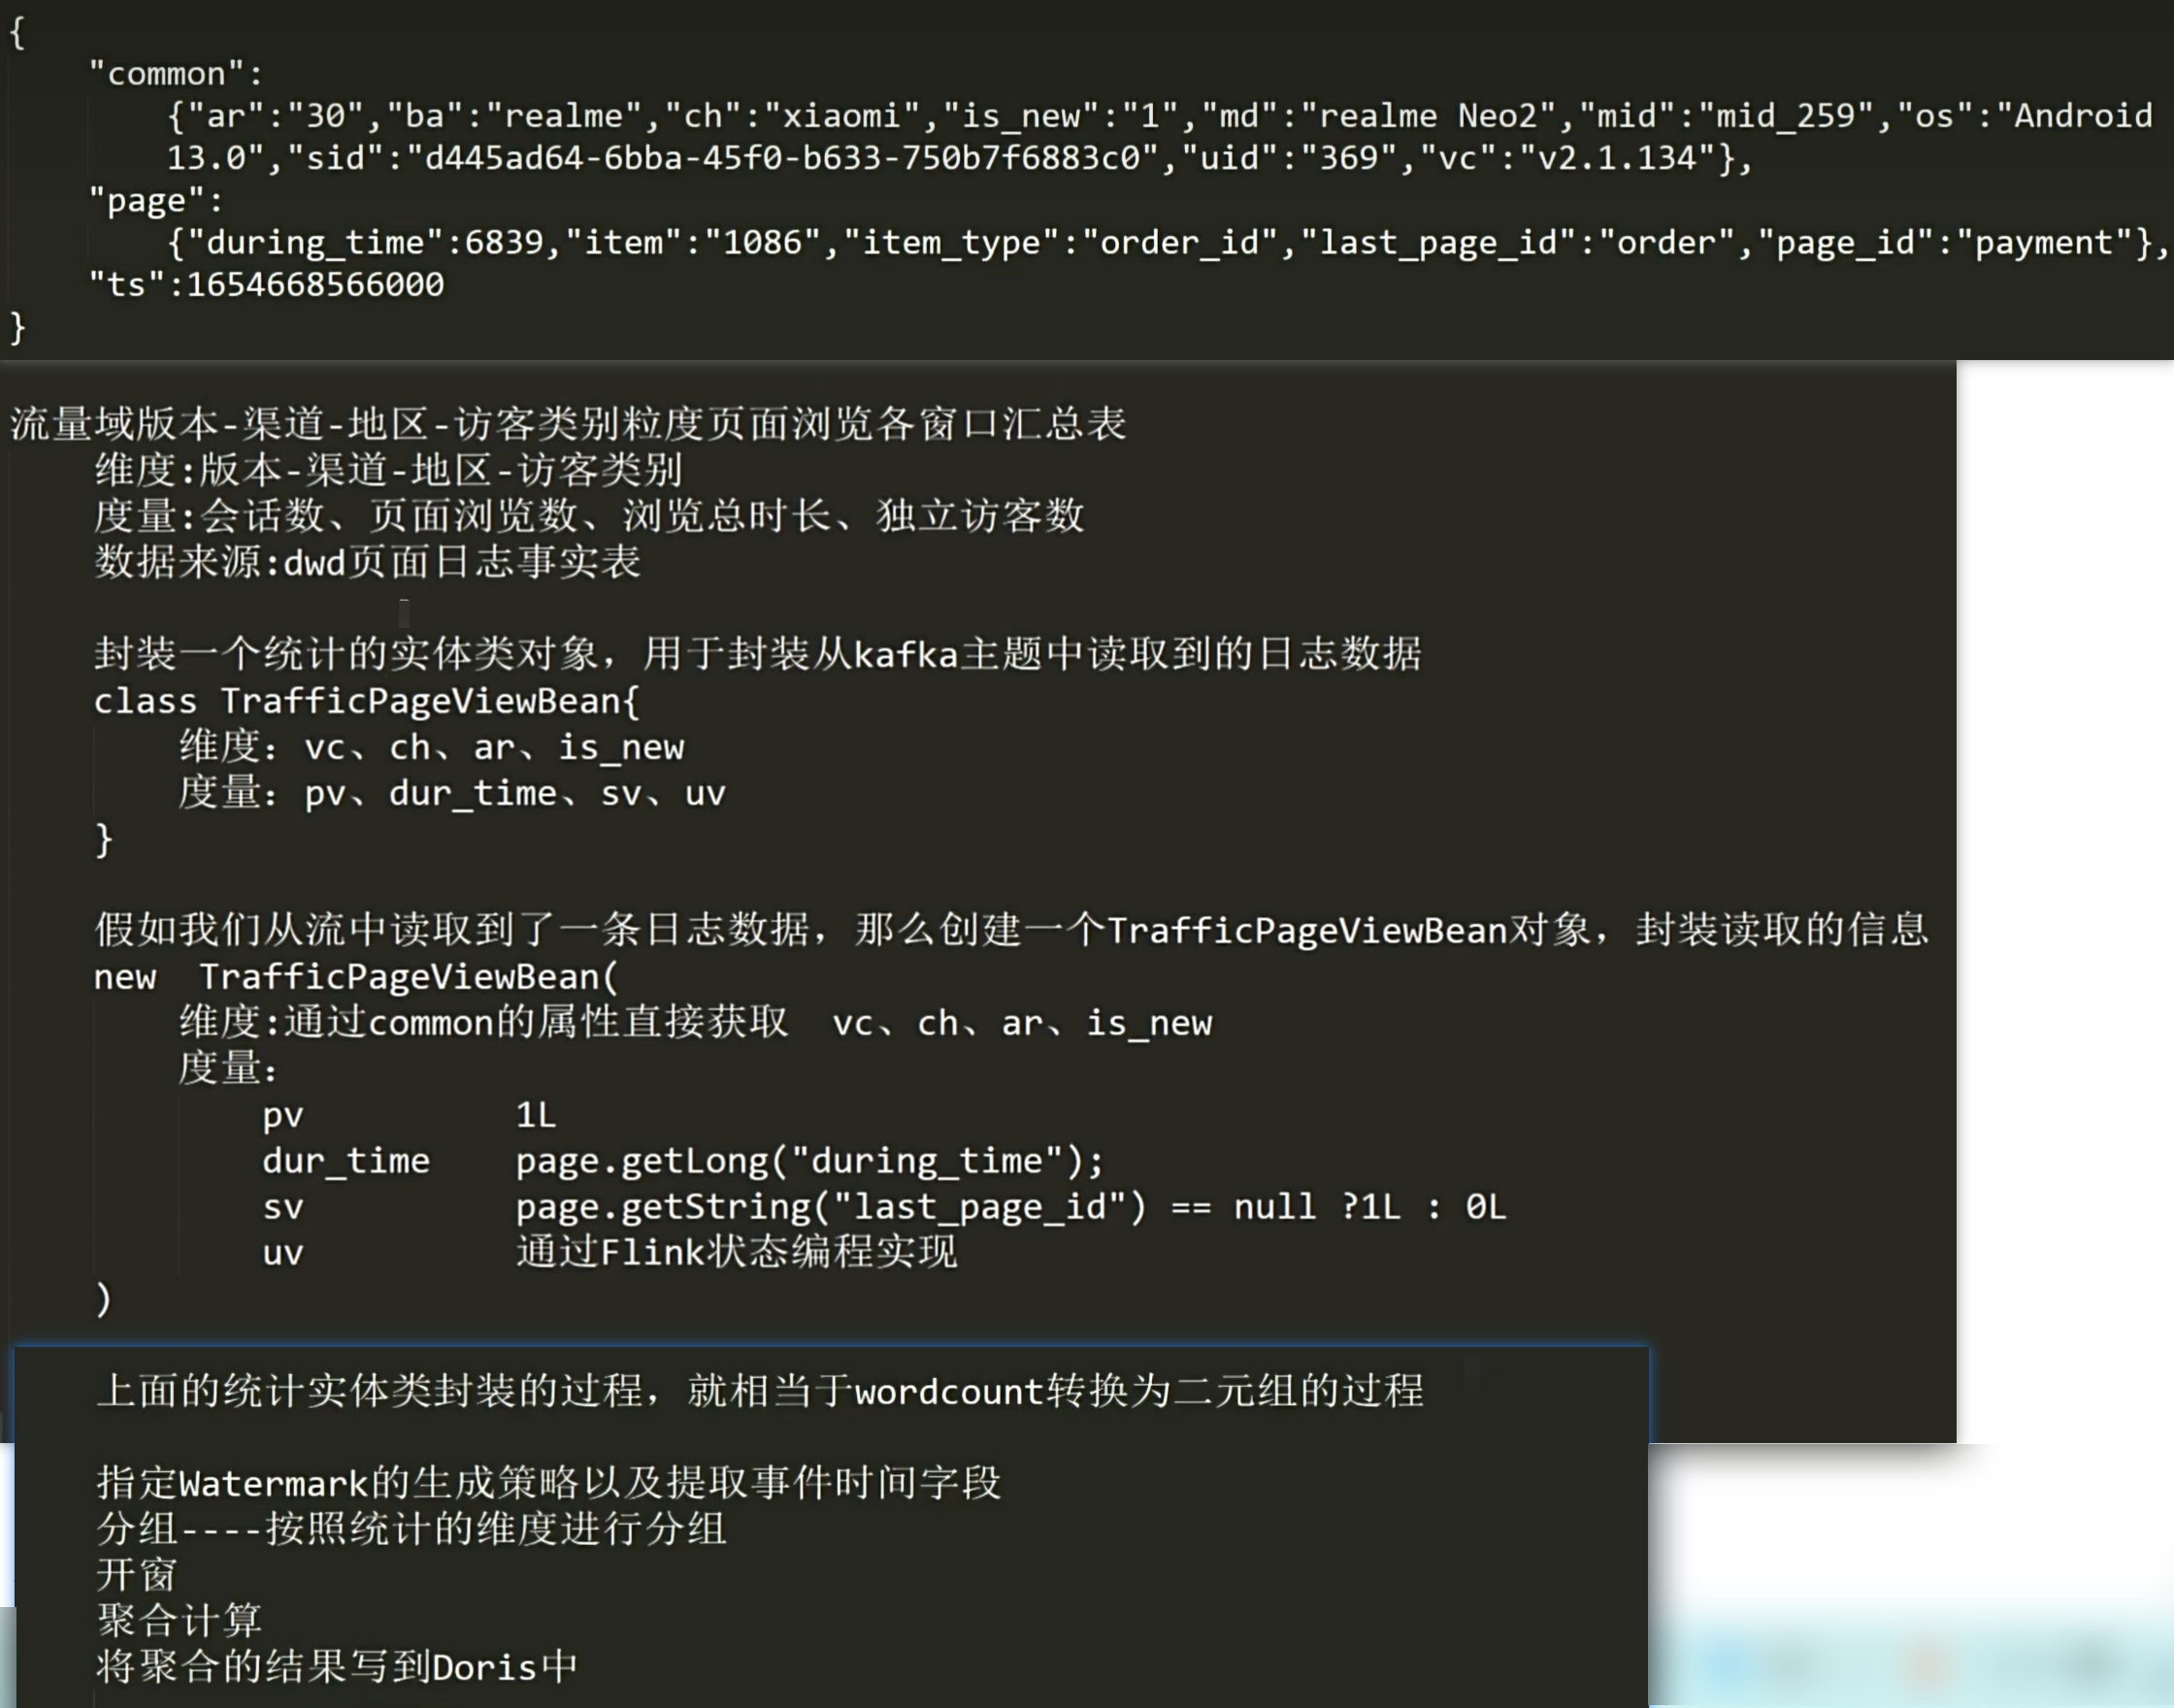 {
"common":
{"ar":"30","ba":"realme","ch":"xiaomi","is_new":"1","md":"realme Neo2","mid":"mid_259","os":"Android
13.0","sid":"d445ad64-6bba-45f0-b633-750b7f6883c0","uid":"369","vc":"v2.1.134"},
"page":
{"during_time":6839,"item":"1086","item_type":"order_id","last_page_id":"order","page_id":"payment"},
"ts":1654668566000
}
流量域版本-渠道-地区-访客类别粒度页面浏览各窗口汇总表
维度:版本-渠道-地区-访客类别
度量:会话数、页面浏览数、浏览总时长、独立访客数
数据来源:dwd页面日志事实表
封装一个统计的实体类对象，用于封装从kafka主题中读取到的日志数据
class TrafficPageViewBean{
维度：vc、ch、ar、is_new
度量：pv、dur_time、sv、uv
}
假如我们从流中读取到了一条日志数据，那么创建一个TrafficPageViewBean对象，封装读取的信息
new  TrafficPageViewBean(
维度:通过common的属性直接获取  vc、ch、ar、is_new
度量：
pv          1L
dur_time    page.getLong("during_time");
sv          page.getString("last_page_id") == null ?1L : 0L
uv          通过Flink状态编程实现
)
上面的统计实体类封装的过程，就相当于wordcount转换为二元组的过程
指定Watermark的生成策略以及提取事件时间字段
分组----按照统计的维度进行分组
开窗
聚合计算
将聚合的结果写到Doris中